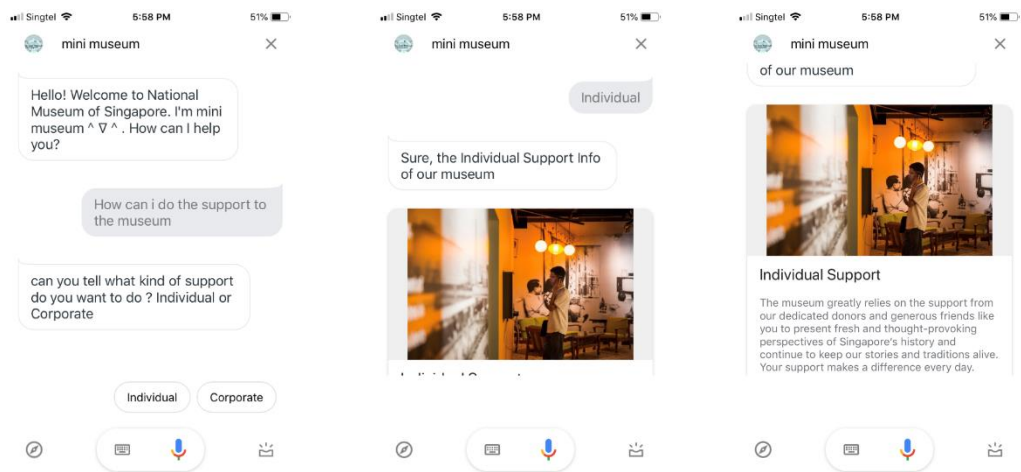 Singtel 5:58 PM 51%
mini museum
Hello! Welcome to National
Museum of Singapore. I'm mini
museum ^ ∇ ^ . How can I help
you?
How can i do the support to
the museum
can you tell what kind of support
do you want to do ? Individual or
Corporate
Individual Corporate
Singtel 5:58 PM 51%
mini museum
Individual
Sure, the Individual Support Info
of our museum
Individual Support
Singtel 5:58 PM 51%
mini museum
of our museum
Individual Support
The museum greatly relies on the support from
our dedicated donors and generous friends like
you to present fresh and thought-provoking
perspectives of Singapore's history and
continue to keep our stories and traditions alive.
Your support makes a difference every day.